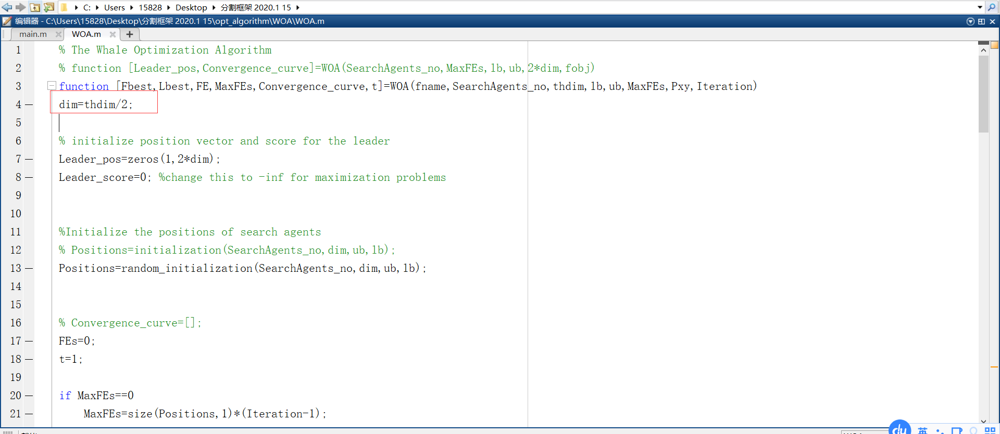 C: Users 15828 Desktop 分割框架 2020.1 15
编辑器 - C:\Users\15828\Desktop\分割框架 2020.1 15\opt_algorithm\WOA\WOA.m
main.m WOA.m
1 % The Whale Optimization Algorithm
2 % function [Leader_pos,Convergence_curve]=WOA(SearchAgents_no,MaxFEs,lb,ub,2*dim,fobj)
3 function [Fbest,Lbest,FE,MaxFEs,Convergence_curve,t]=WOA(fname,SearchAgents_no,thdim,lb,ub,MaxFEs,Pxy,Iteration)
4 dim=thdim/2;
5
6 % initialize position vector and score for the leader
7 Leader_pos=zeros(1,2*dim);
8 Leader_score=0; %change this to -inf for maximization problems
9
10
11 %Initialize the positions of search agents
12 % Positions=initialization(SearchAgents_no,dim,ub,lb);
13 Positions=random_initialization(SearchAgents_no,dim,ub,lb);
14
15
16 % Convergence_curve=[];
17 FEs=0;
18 t=1;
19
20 if MaxFEs==0
21 MaxFEs=size(Positions,1)*(Iteration-1);
du 英